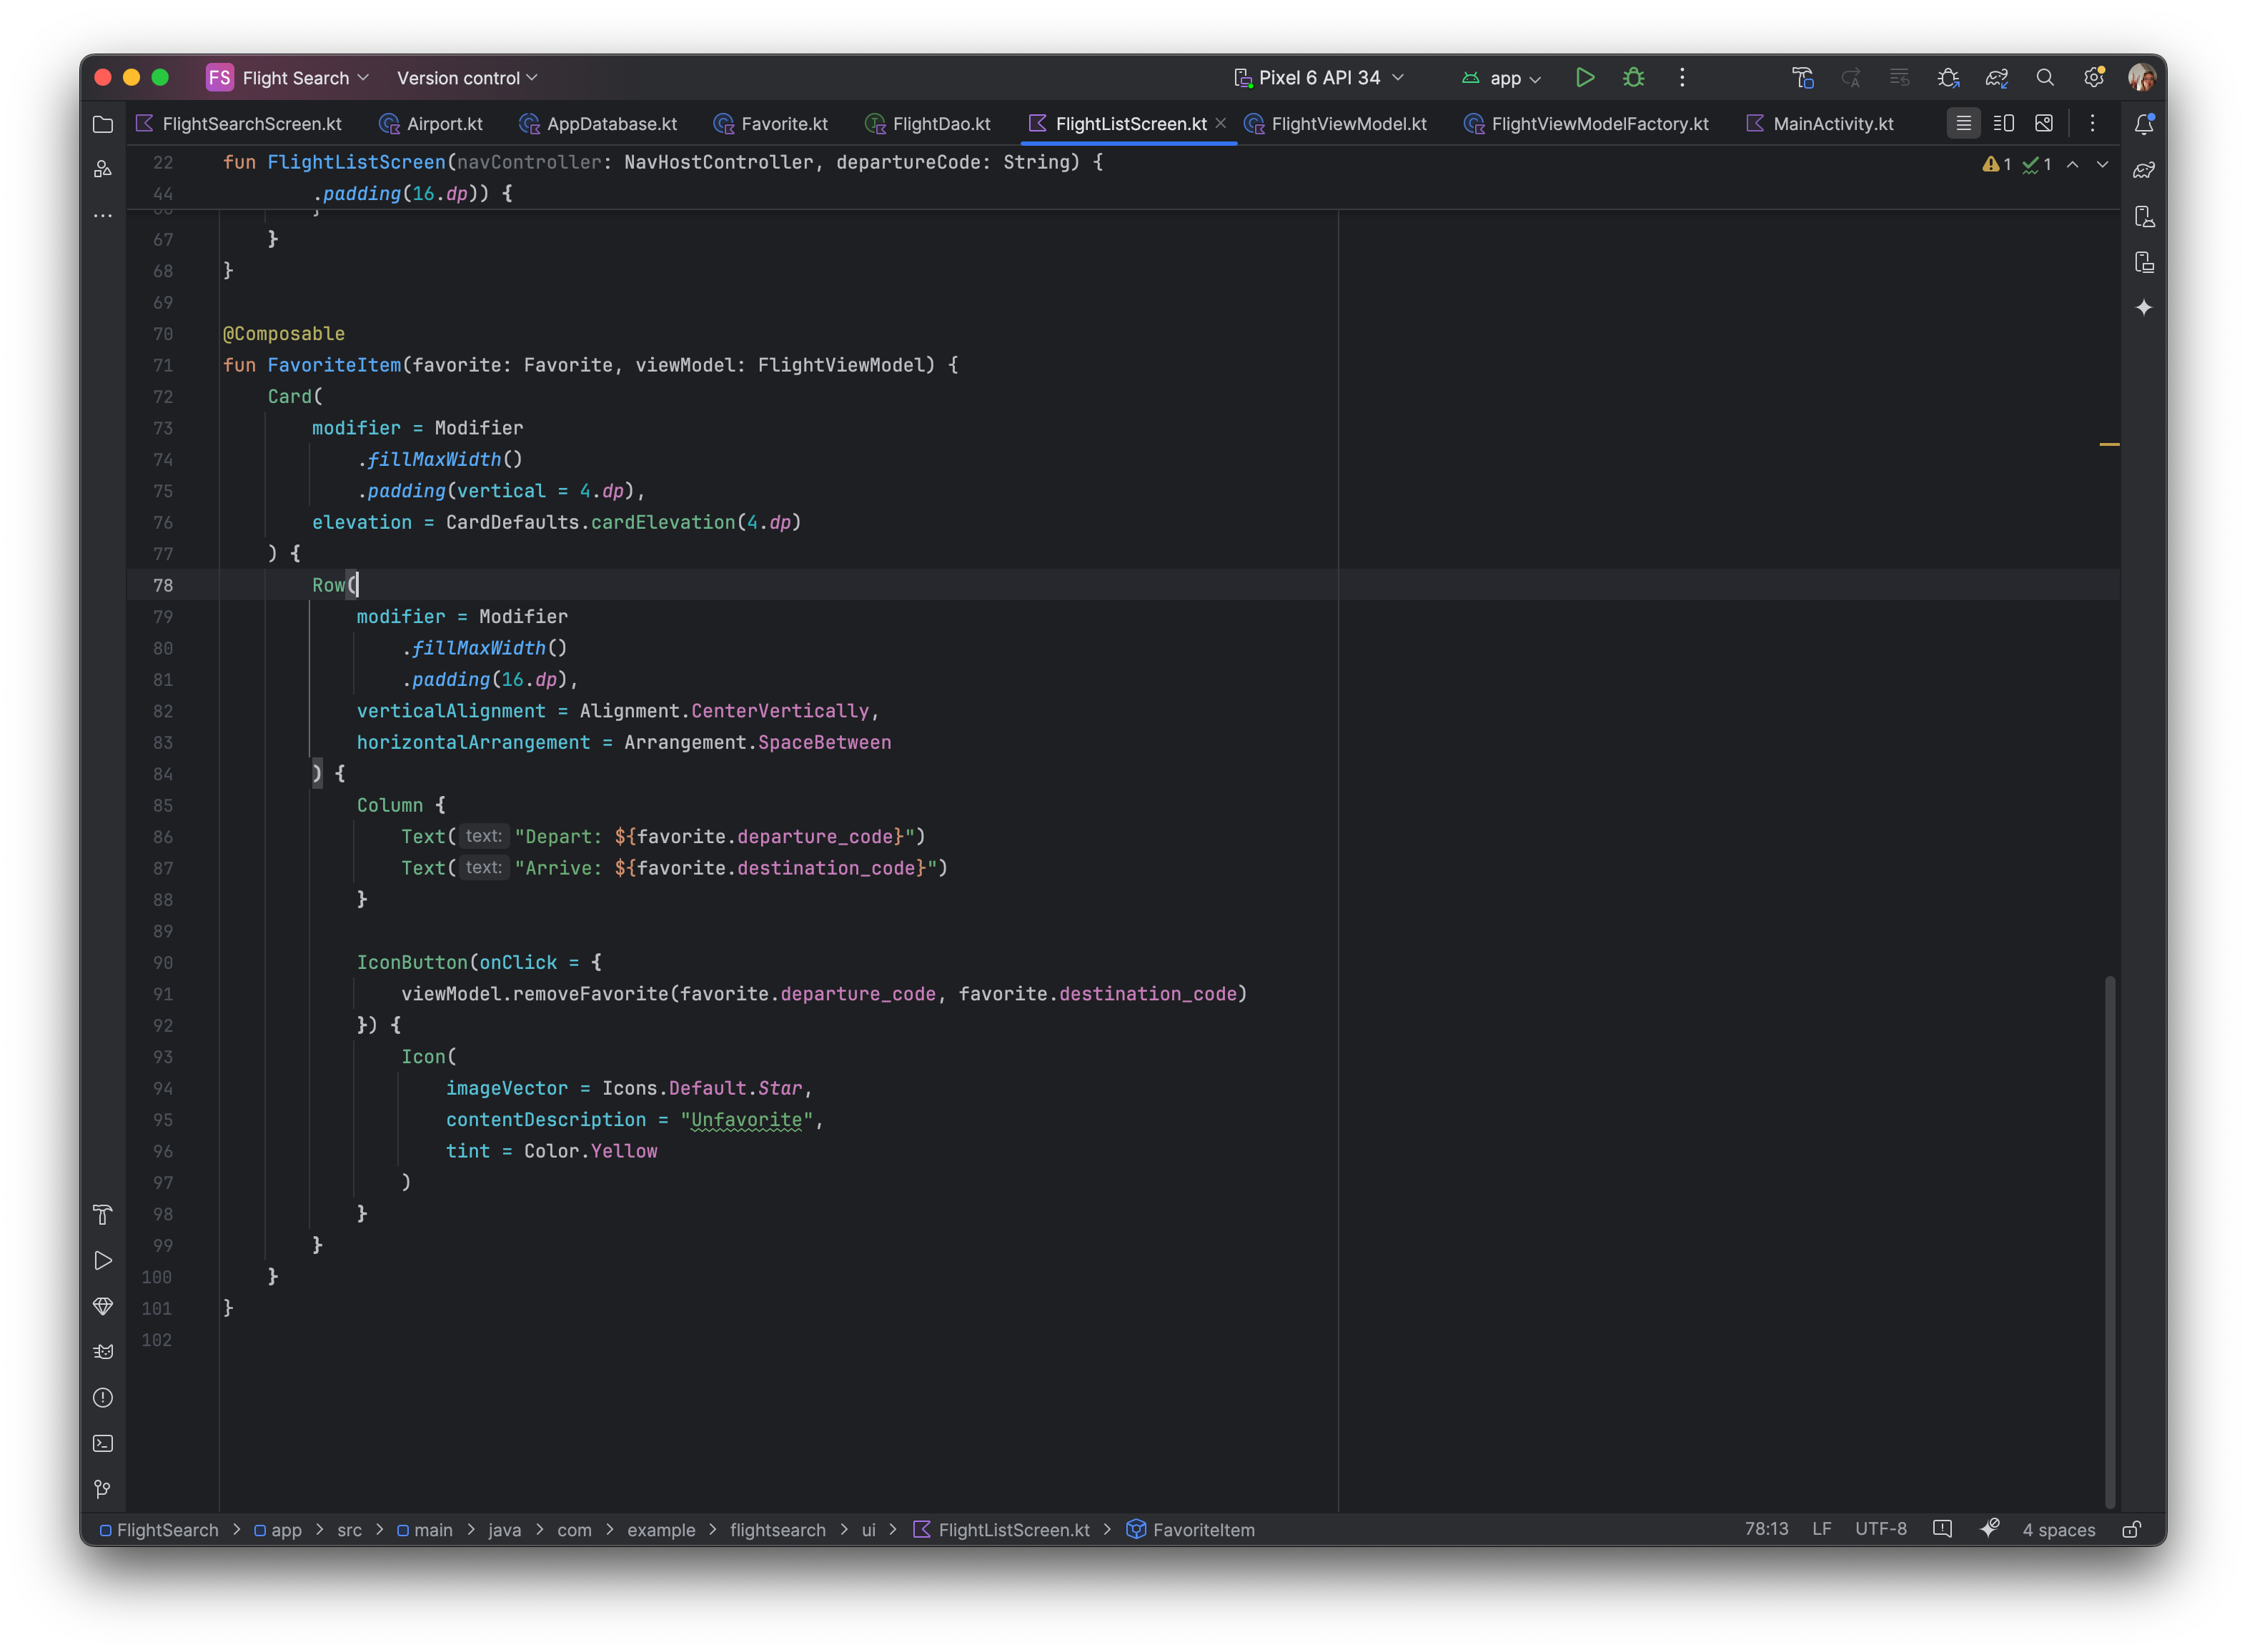 FS Flight Search Version control Pixel 6 API 34 app
FlightSearchScreen.kt Airport.kt AppDatabase.kt Favorite.kt FlightDao.kt FlightListScreen.kt FlightViewModel.kt FlightViewModelFactory.kt MainActivity.kt
22 fun FlightListScreen(navController: NavHostController, departureCode: String) { 1 1
44 .padding(16.dp)) {
67 }
68 }
69
70 @Composable
71 fun FavoriteItem(favorite: Favorite, viewModel: FlightViewModel) {
72 Card(
73 modifier = Modifier
74 .fillMaxWidth()
75 .padding(vertical = 4.dp),
76 elevation = CardDefaults.cardElevation(4.dp)
77 ) {
78 Row(
79 modifier = Modifier
80 .fillMaxWidth()
81 .padding(16.dp),
82 verticalAlignment = Alignment.CenterVertically,
83 horizontalArrangement = Arrangement.SpaceBetween
84 ) {
85 Column {
86 Text( text: "Depart: ${favorite.departure_code}")
87 Text( text: "Arrive: ${favorite.destination_code}")
88 }
89
90 IconButton(onClick = {
91 viewModel.removeFavorite(favorite.departure_code, favorite.destination_code)
92 }) {
93 Icon(
94 imageVector = Icons.Default.Star,
95 contentDescription = "Unfavorite",
96 tint = Color.Yellow
97 )
98 }
99 }
100 }
101 }
102
FlightSearch > app > src > main > java > com > example > flightsearch > ui > FlightListScreen.kt > FavoriteItem 78:13 LF UTF-8 4 spaces